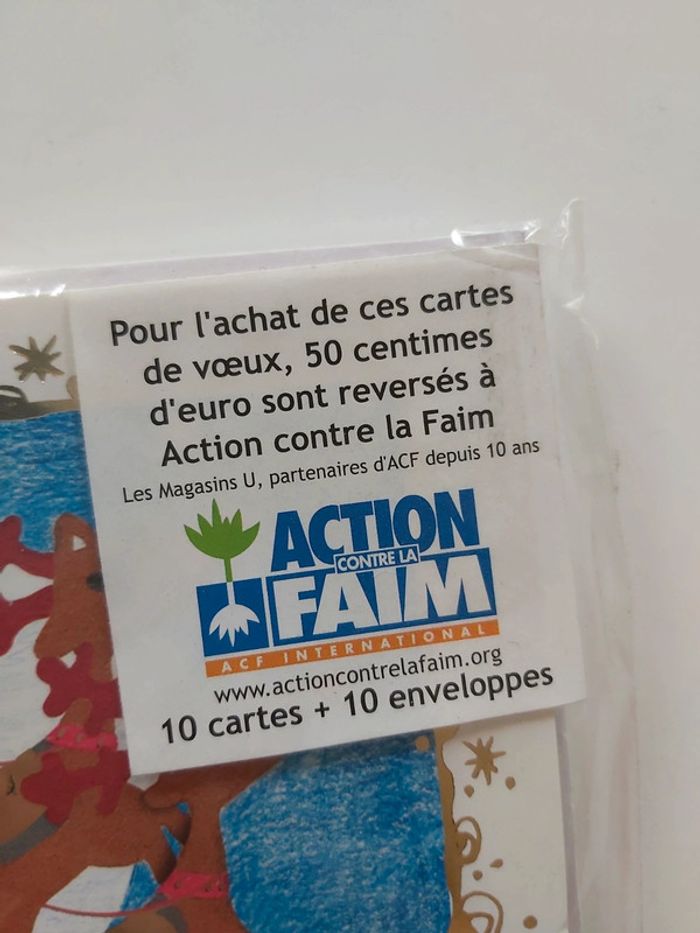 Pour l'achat de ces cartes
de vœux, 50 centimes
d'euro sont reversés à
Action contre la Faim
Les Magasins U, partenaires d'ACF depuis 10 ans
ACTION
CONTRE LA
FAIM
ACF INTERNATIONAL
www.actioncontrelafaim.org
10 cartes + 10 enveloppes